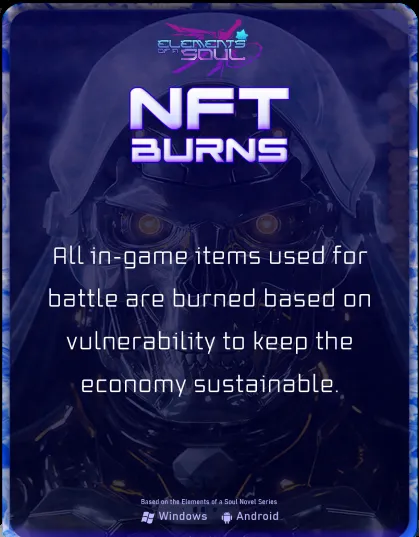 ELEMENTS
OF A
SOUL
NFT
BURNS
All in-game items used for
battle are burned based on
vulnerability to keep the
economy sustainable.
Based on the Elements of a Soul Novel Series
Windows Android